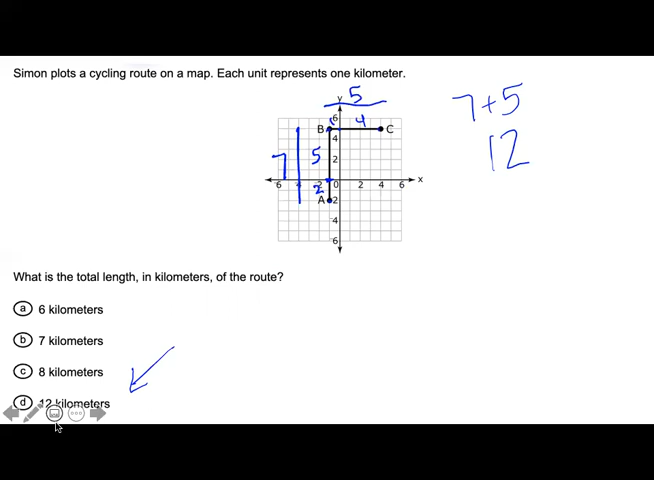 Simon plots a cycling route on a map. Each unit represents one kilometer.
5
7 + 5
12
y
6
B 1 4 C
4
7 5 2
6 4 2 0 2 4 6 x
2
A 2
4
6
What is the total length, in kilometers, of the route?
a 6 kilometers
b 7 kilometers
c 8 kilometers
d 12 kilometers